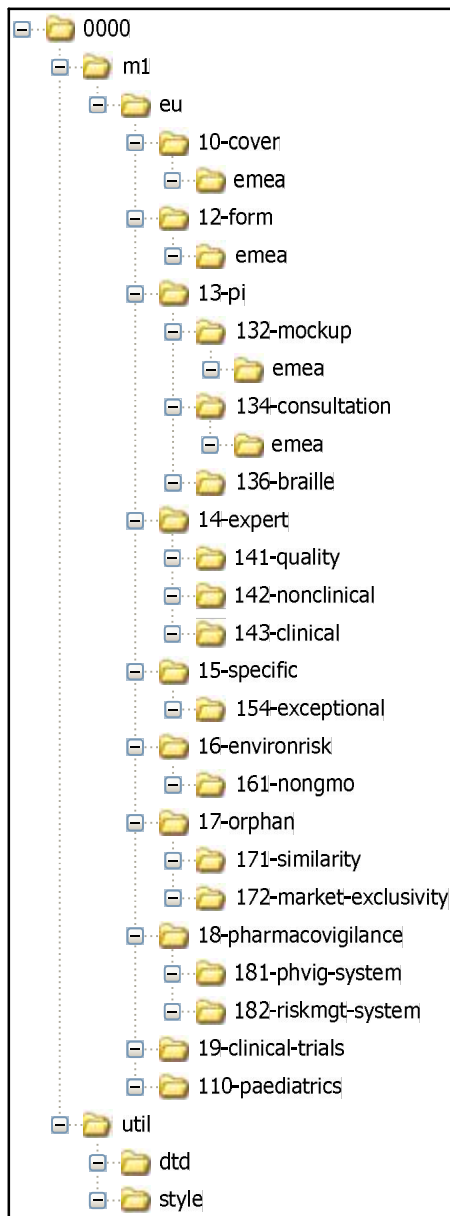 0000
m1
eu
10-cover
emea
12-form
emea
13-pi
132-mockup
emea
134-consultation
emea
136-braille
14-expert
141-quality
142-nonclinical
143-clinical
15-specific
154-exceptional
16-environrisk
161-nongmo
17-orphan
171-similarity
172-market-exclusivity
18-pharmacovigilance
181-phvig-system
182-riskmgt-system
19-clinical-trials
110-paediatrics
util
dtd
style